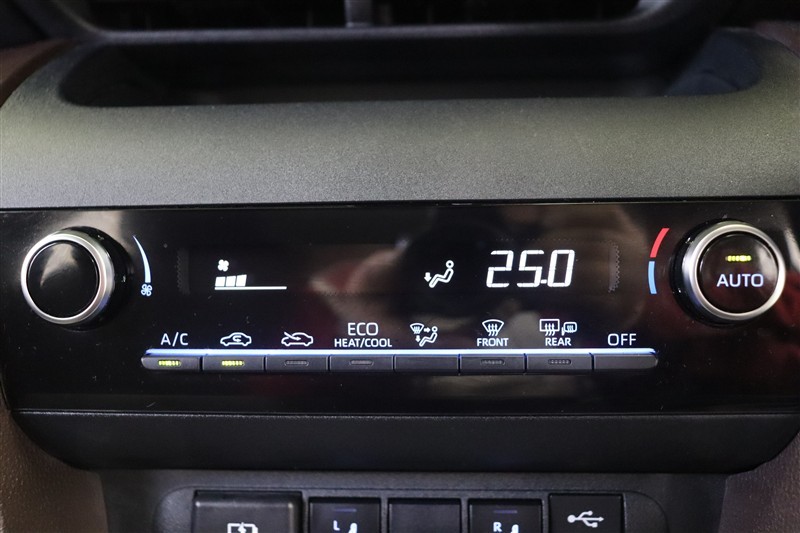 25.0
AUTO
A/C
ECO
HEAT/COOL
FRONT
REAR
OFF
L
R